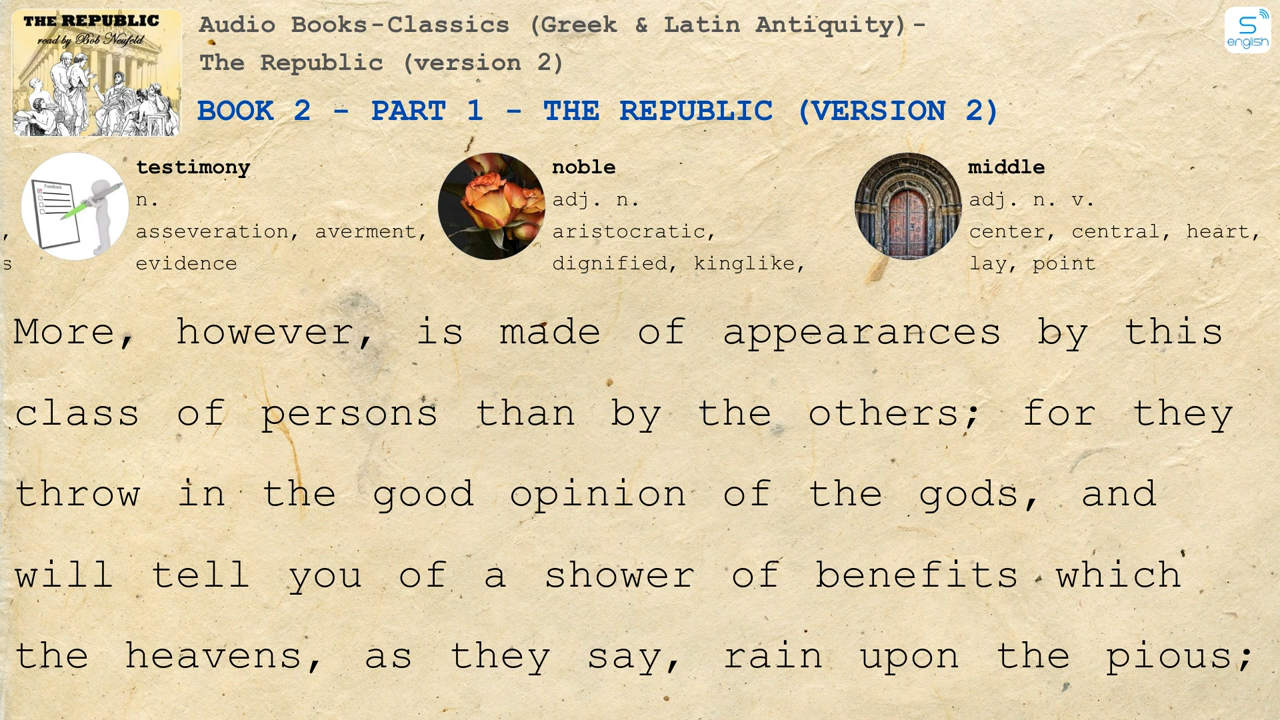 THE REPUBLIC
read by Bob Neufeld
Audio Books-Classics (Greek & Latin Antiquity)-
The Republic (version 2)
BOOK 2 - PART 1 - THE REPUBLIC (VERSION 2)
S
english
,
s
testimony
n.
asseveration, averment,
evidence
noble
adj. n.
aristocratic,
dignified, kinglike,
middle
adj. n. v.
center, central, heart,
lay, point
More, however, is made of appearances by this
class of persons than by the others; for they
throw in the good opinion of the gods, and
will tell you of a shower of benefits which
the heavens, as they say, rain upon the pious;